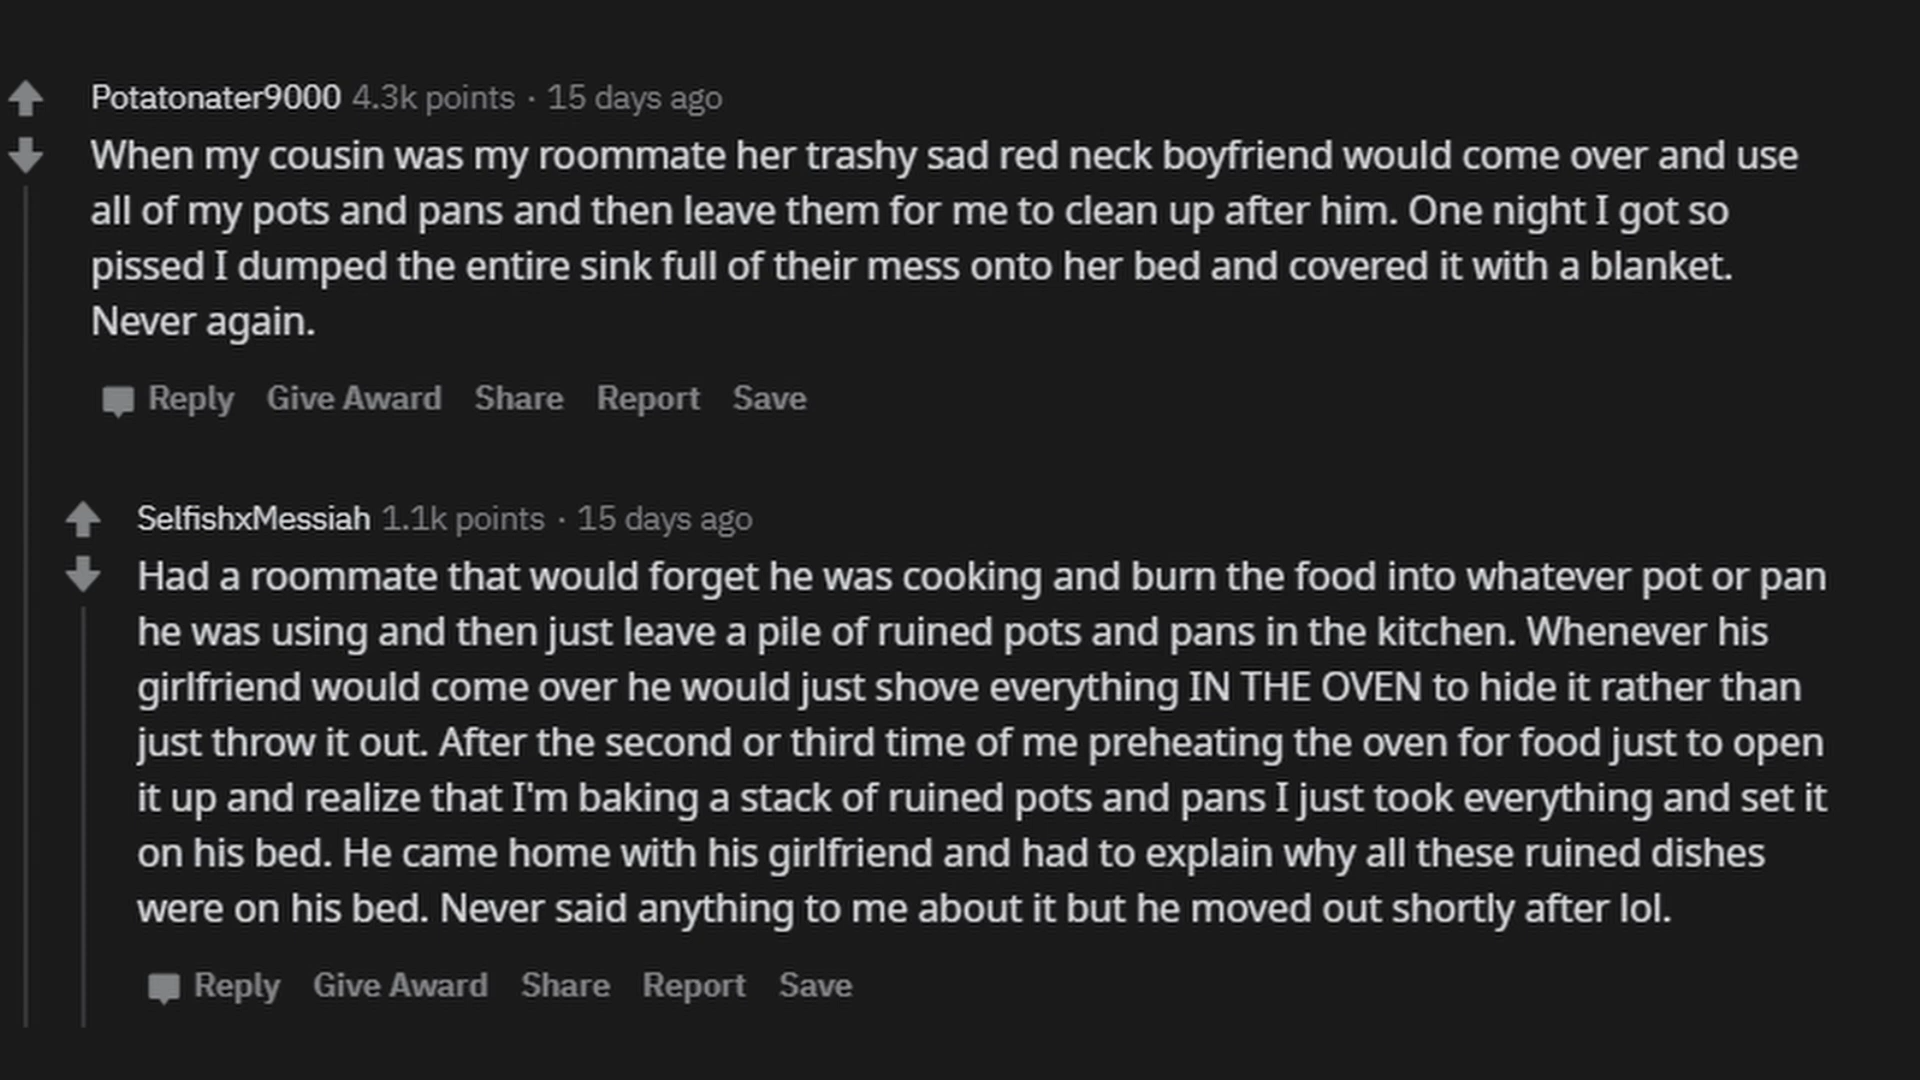 Potatonater9000 4.3k points · 15 days ago
When my cousin was my roommate her trashy sad red neck boyfriend would come over and use
all of my pots and pans and then leave them for me to clean up after him. One night I got so
pissed I dumped the entire sink full of their mess onto her bed and covered it with a blanket.
Never again.
Reply Give Award Share Report Save
SelfishxMessiah 1.1k points · 15 days ago
Had a roommate that would forget he was cooking and burn the food into whatever pot or pan
he was using and then just leave a pile of ruined pots and pans in the kitchen. Whenever his
girlfriend would come over he would just shove everything IN THE OVEN to hide it rather than
just throw it out. After the second or third time of me preheating the oven for food just to open
it up and realize that I'm baking a stack of ruined pots and pans I just took everything and set it
on his bed. He came home with his girlfriend and had to explain why all these ruined dishes
were on his bed. Never said anything to me about it but he moved out shortly after lol.
Reply Give Award Share Report Save